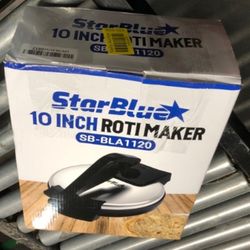 StarBlue
10 INCH ROTI MAKER
SB-BLA1120
StarBlue
10 INCH ROTI MAKER
SB-BLA1120